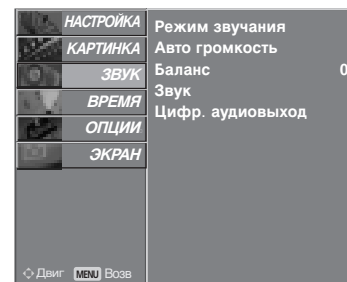 НАСТРОЙКА
КАРТИНКА
ЗВУК
ВРЕМЯ
ОПЦИИ
ЭКРАН
Режим звучания
Авто громкость
Баланс 0
Звук
Цифр. аудиовыход
Двиг MENU Возв